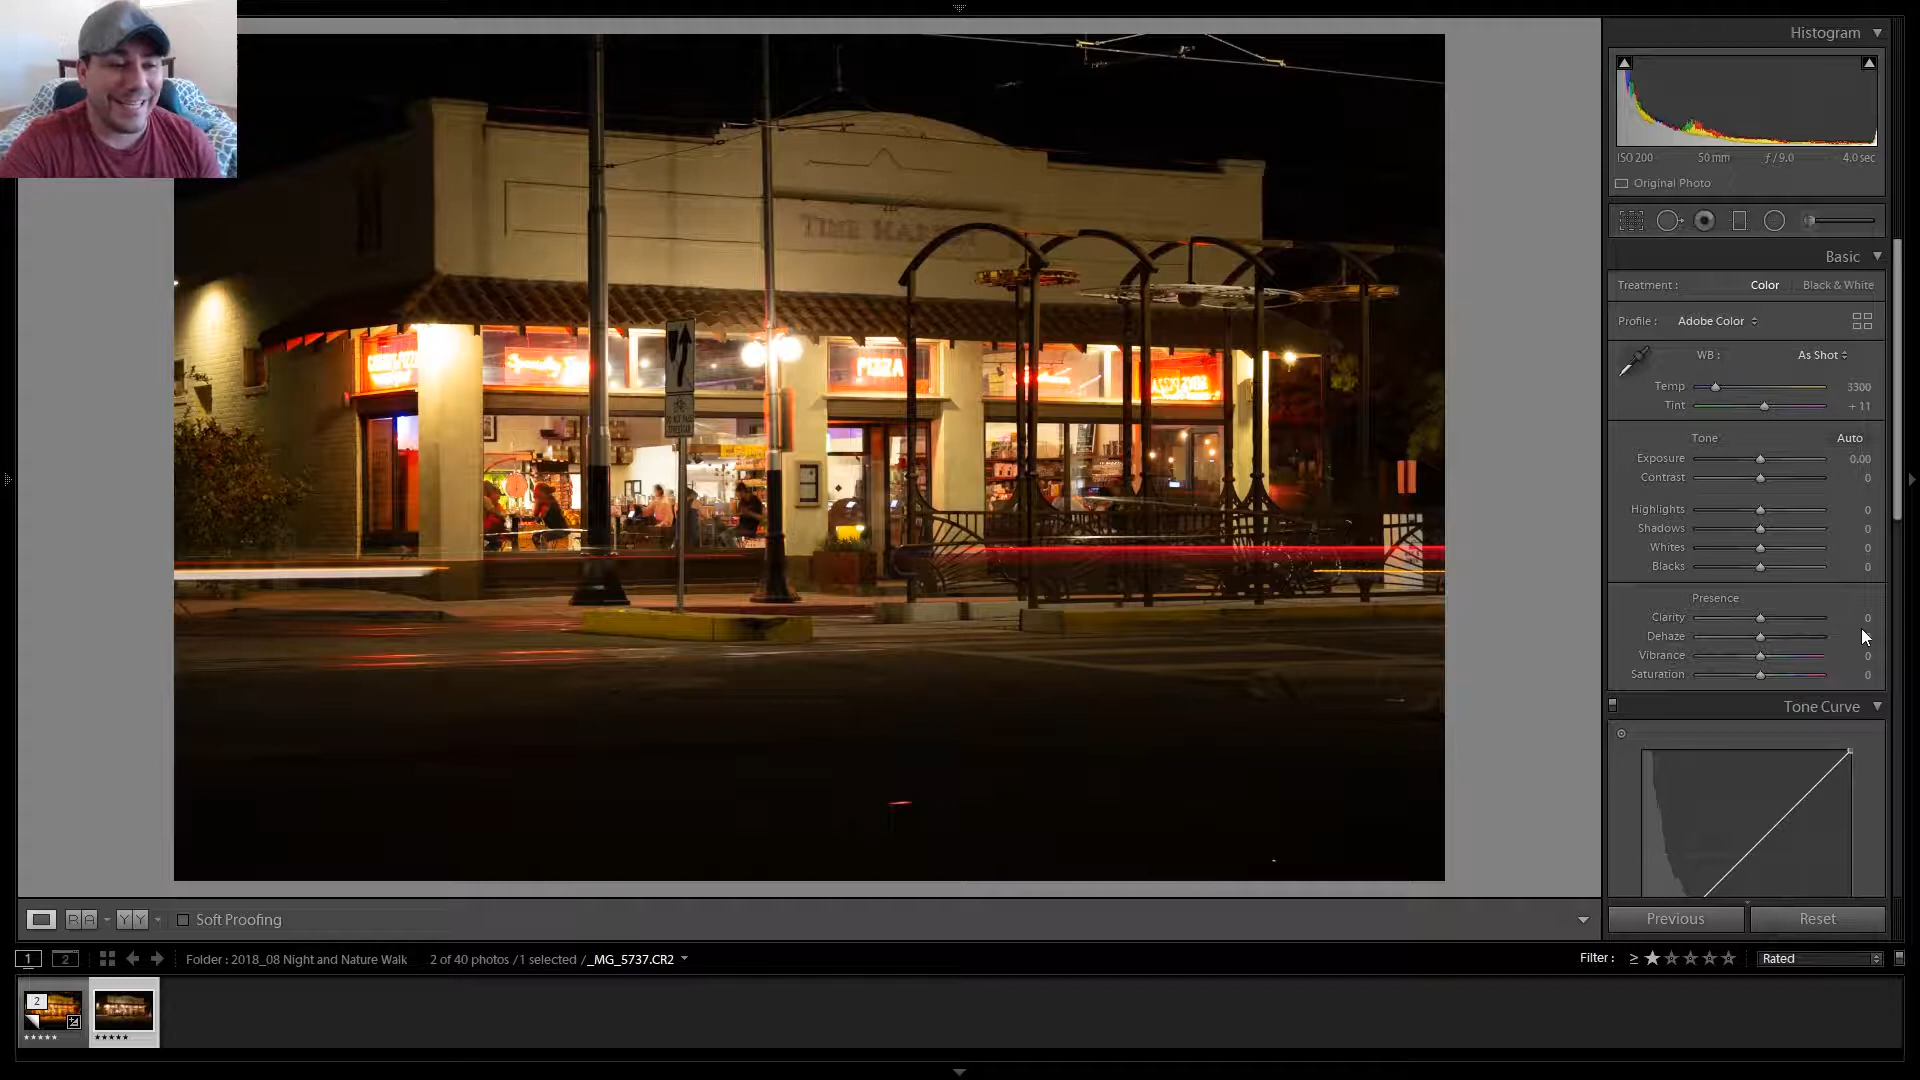 Histogram
ISO 200 50 mm ƒ / 9.0 4.0 sec
Original Photo
Basic
Treatment : Color Black & White
Profile : Adobe Color
WB : As Shot
Temp 3300
Tint + 11
Tone Auto
Exposure 0.00
Contrast 0
Highlights 0
Shadows 0
Whites 0
Blacks 0
Presence
Clarity 0
Dehaze
Vibrance 0
Saturation 0
Tone Curve
TIME MARKET
PIZZA
Previous Reset
R A Y Y Soft Proofing
1 2 Folder : 2018_08 Night and Nature Walk 2 of 40 photos / 1 selected / _MG_5737.CR2 Filter : ≥ Rated
2